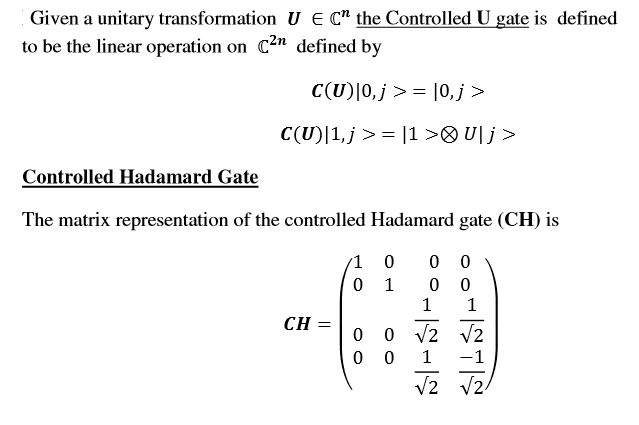 Given a unitary transformation U ∈ ℂⁿ the Controlled U gate is defined
to be the linear operation on ℂ²ⁿ defined by
C(U)|0, j > = |0, j >
C(U)|1, j > = |1 >⊗ U| j >
Controlled Hadamard Gate
The matrix representation of the controlled Hadamard gate (CH) is
CH = 
1 0 0 0
0 1 0 0
0 0 1/√2 1/√2
0 0 1/√2 −1/√2